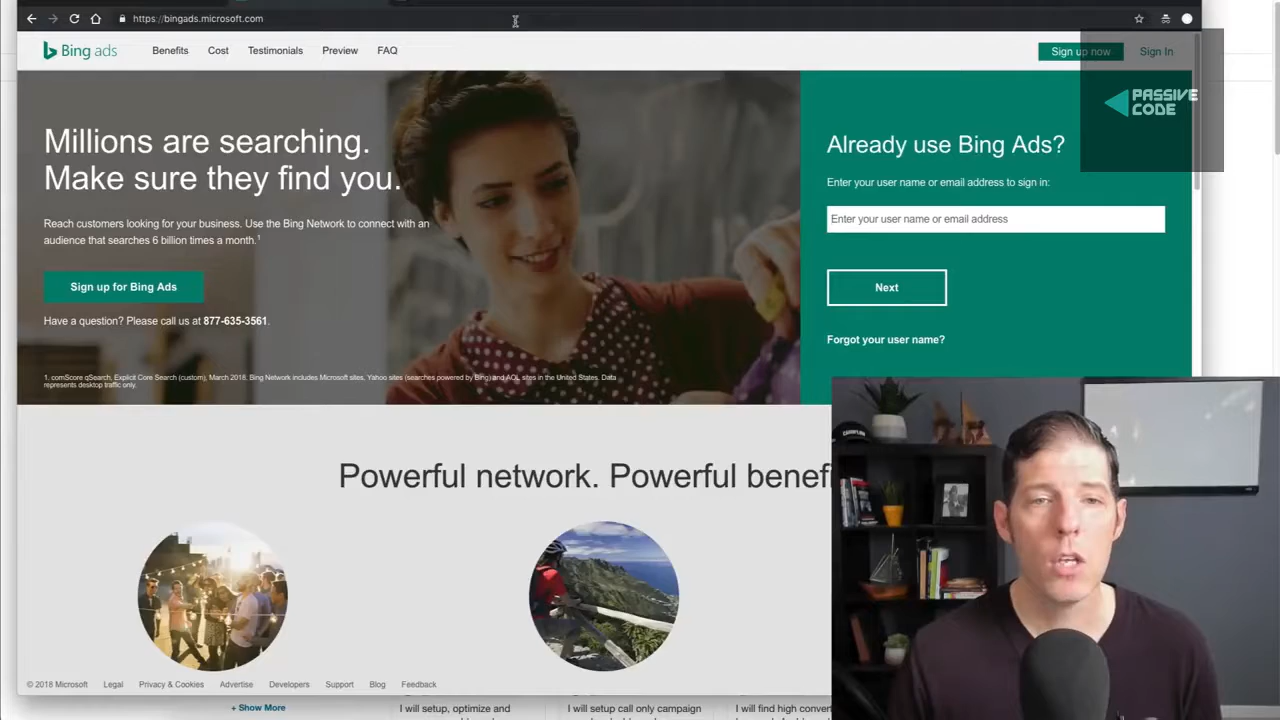 https://bingads.microsoft.com
Bing ads
Benefits
Cost
Testimonials
Preview
FAQ
Sign up now
Sign In
PASSIVE
CODE
Millions are searching.
Make sure they find you.
Reach customers looking for your business. Use the Bing Network to connect with an
audience that searches 6 billion times a month.1
Sign up for Bing Ads
Have a question? Please call us at 877-635-3561.
1. comScore qSearch, Explicit Core Search (custom), March 2018. Bing Network includes Microsoft sites, Yahoo sites (searches powered by Bing) and AOL sites in the United States. Data
represents desktop traffic only.
Already use Bing Ads?
Enter your user name or email address to sign in:
Enter your user name or email address
Next
Forgot your user name?
Powerful network. Powerful benefi
© 2018 Microsoft
Legal
Privacy & Cookies
Advertise
Developers
Support
Blog
Feedback
+ Show More
I will setup, optimize and
I will setup call only campaign
I will find high convert